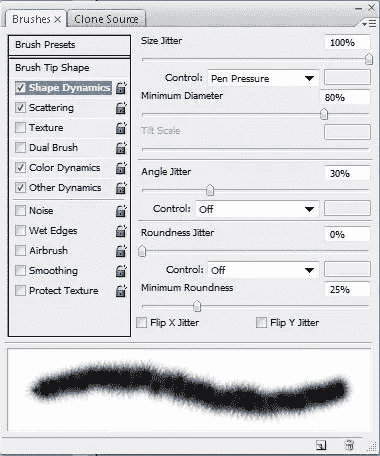 Brushes × Clone Source
Brush Presets
Brush Tip Shape
Shape Dynamics
Scattering
Texture
Dual Brush
Color Dynamics
Other Dynamics
Noise
Wet Edges
Airbrush
Smoothing
Protect Texture
Size Jitter 100%
Control: Pen Pressure
Minimum Diameter 80%
Tilt Scale
Angle Jitter 30%
Control: Off
Roundness Jitter 0%
Control: Off
Minimum Roundness 25%
Flip X Jitter Flip Y Jitter